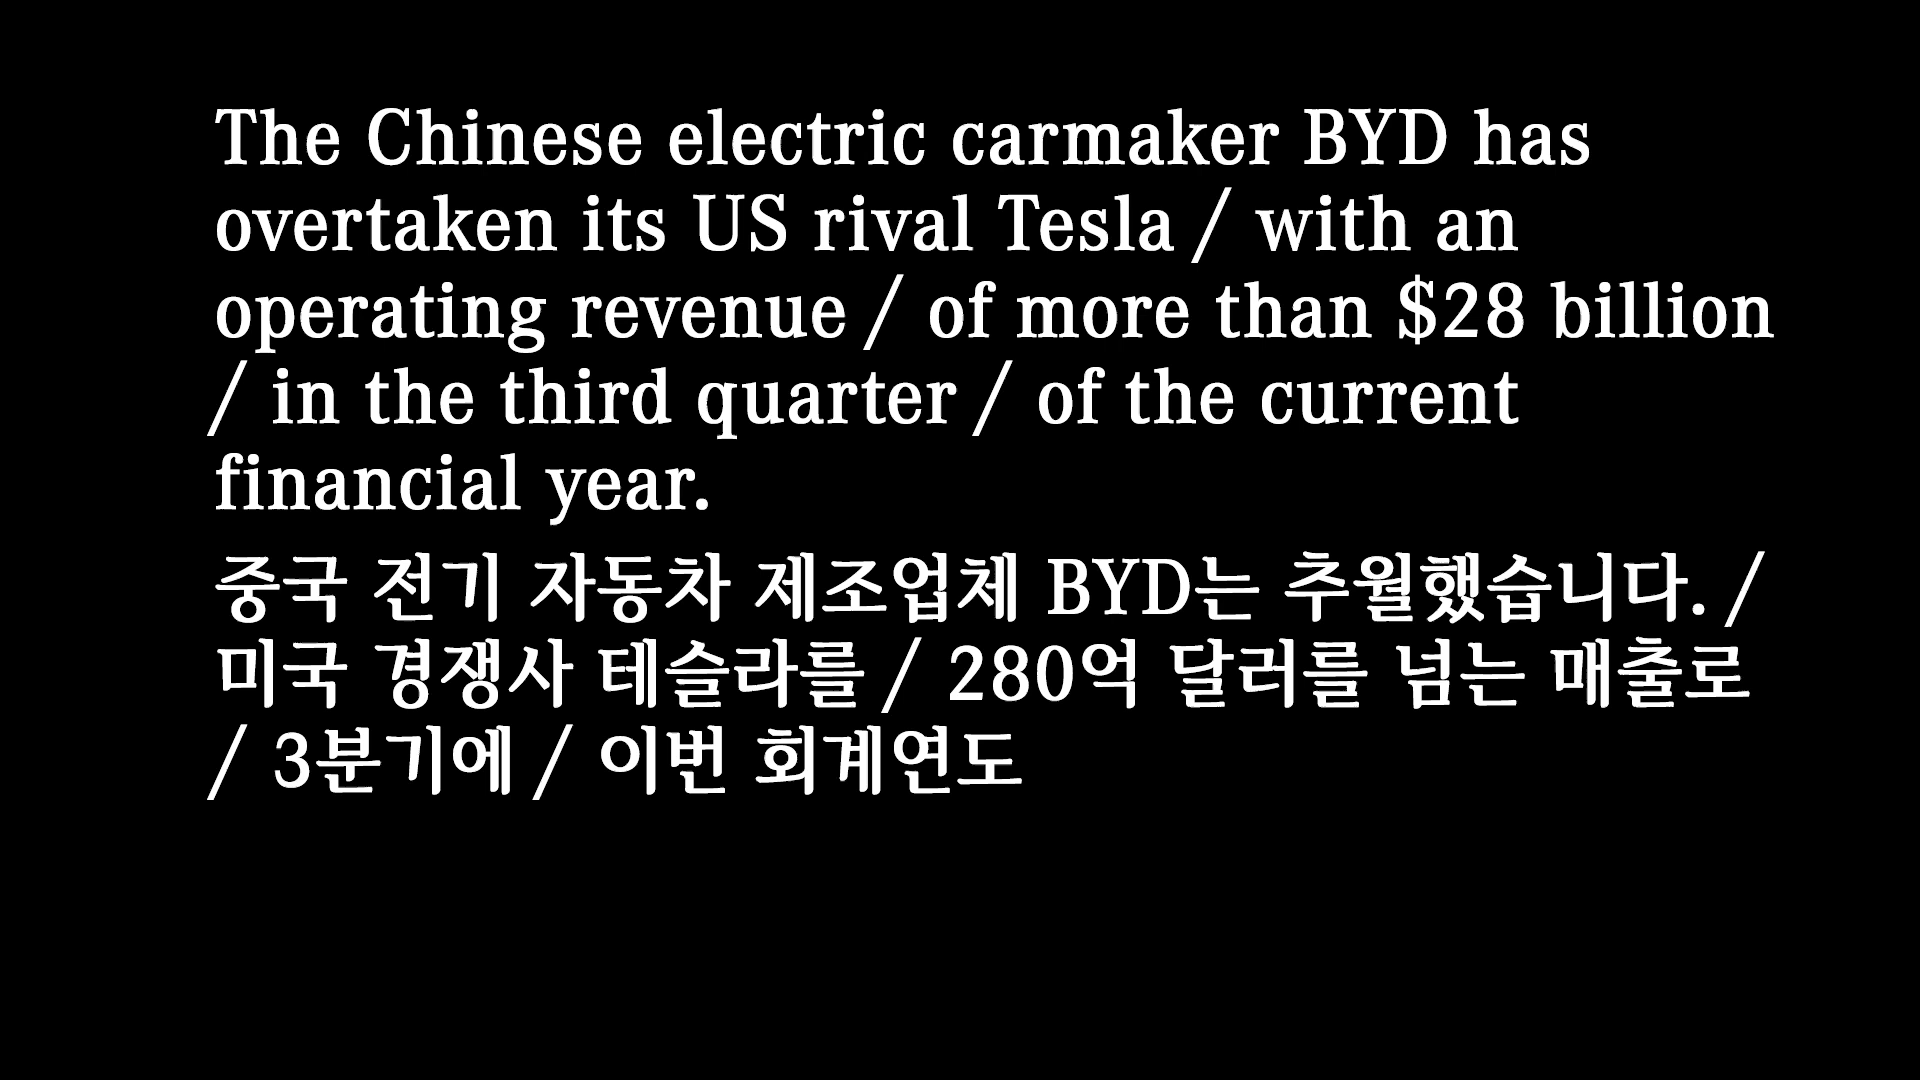 The Chinese electric carmaker BYD has
overtaken its US rival Tesla / with an
operating revenue / of more than $28 billion
/ in the third quarter / of the current
financial year.
중국 전기 자동차 제조업체 BYD는 추월했습니다. /
미국 경쟁사 테슬라를 / 280억 달러를 넘는 매출로
/ 3분기에 / 이번 회계연도